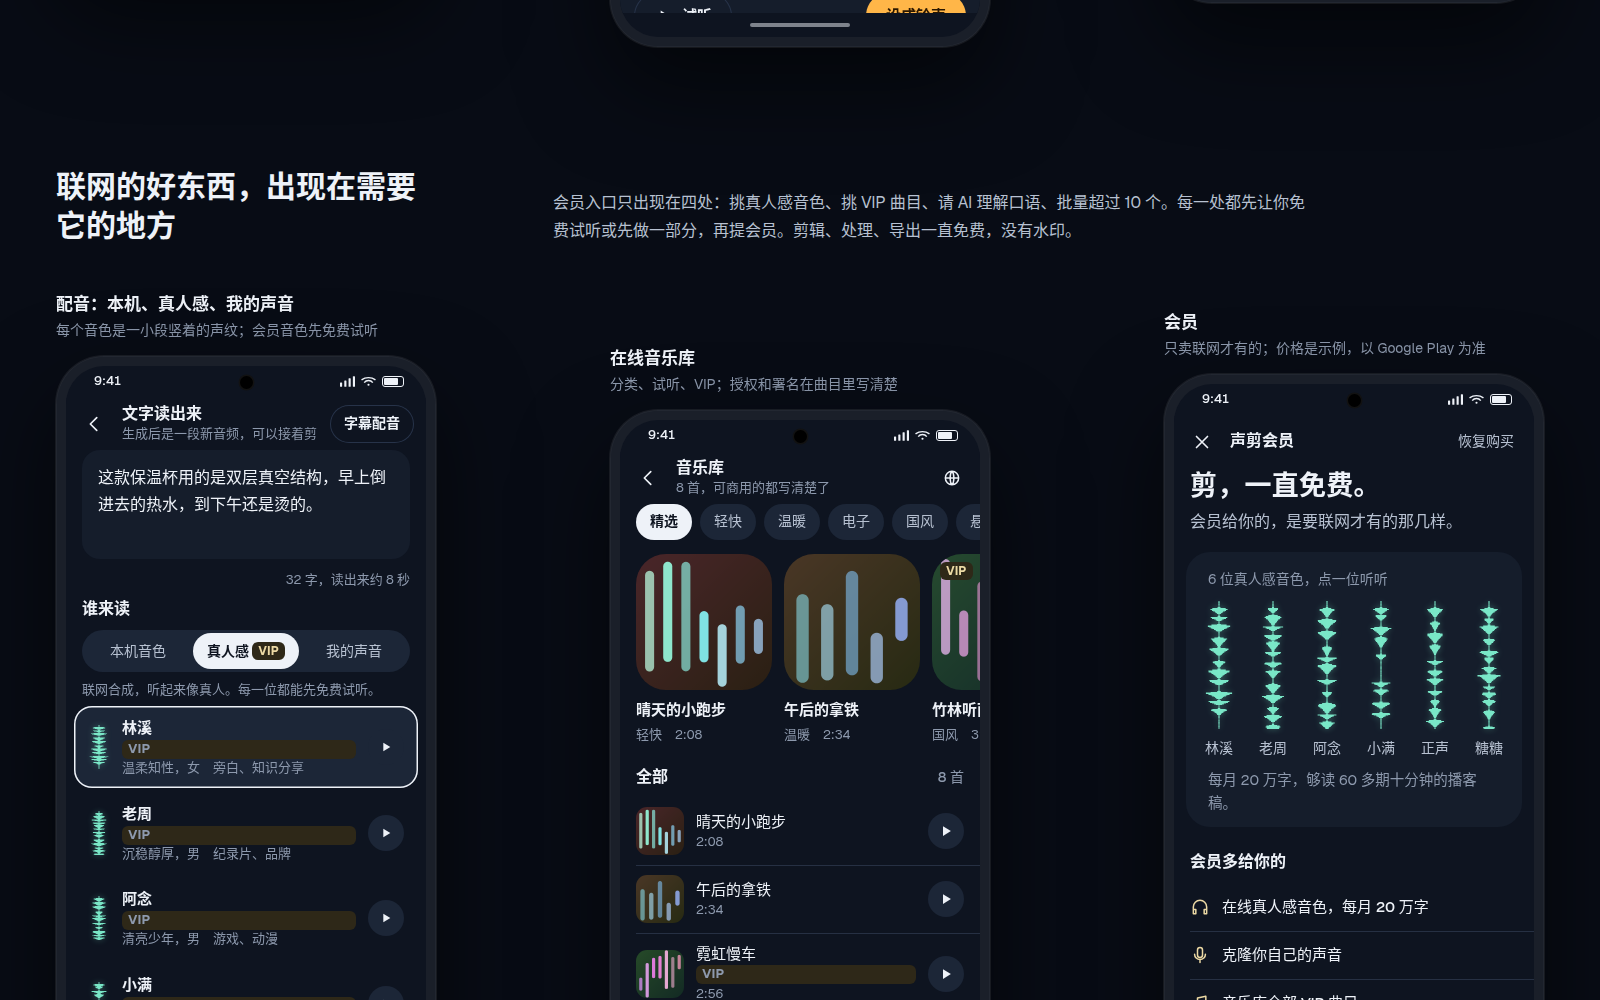 试听
设成铃声
联网的好东西，出现在需要
它的地方
会员入口只出现在四处：挑真人感音色、挑 VIP 曲目、请 AI 理解口语、批量超过 10 个。每一处都先让你免
费试听或先做一部分，再提会员。剪辑、处理、导出一直免费，没有水印。
配音：本机、真人感、我的声音
每个音色是一小段竖着的声纹；会员音色先免费试听
9:41
文字读出来
生成后是一段新音频，可以接着剪
字幕配音
这款保温杯用的是双层真空结构，早上倒
进去的热水，到下午还是烫的。
32 字，读出来约 8 秒
谁来读
本机音色
真人感 VIP
我的声音
联网合成，听起来像真人。每一位都能先免费试听。
林溪
VIP
温柔知性，女 旁白、知识分享
老周
VIP
沉稳醇厚，男 纪录片、品牌
阿念
VIP
清亮少年，男 游戏、动漫
小满
在线音乐库
分类、试听、VIP；授权和署名在曲目里写清楚
9:41
音乐库
8 首，可商用的都写清楚了
精选
轻快
温暖
电子
国风
VIP
晴天的小跑步
轻快 2:08
午后的拿铁
温暖 2:34
竹林听
国风 3
全部
8 首
晴天的小跑步
2:08
午后的拿铁
2:34
霓虹慢车
VIP
2:56
会员
只卖联网才有的；价格是示例，以 Google Play 为准
9:41
声剪会员
恢复购买
剪，一直免费。
会员给你的，是要联网才有的那几样。
6 位真人感音色，点一位听听
林溪
老周
阿念
小满
正声
糖糖
每月 20 万字，够读 60 多期十分钟的播客
稿。
会员多给你的
在线真人感音色，每月 20 万字
克隆你自己的声音
音乐库全部 VIP 曲目